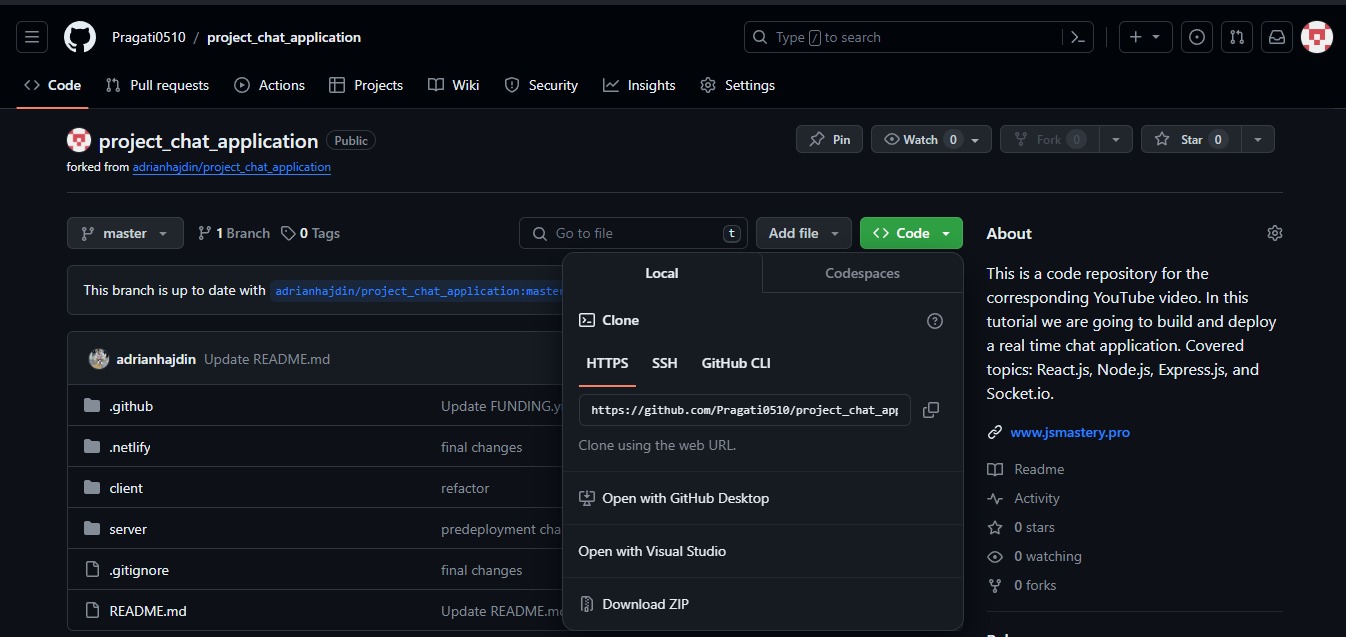 Pragati0510 / project_chat_application
Type / to search
Code Pull requests Actions Projects Wiki Security Insights Settings
project_chat_application Public
Pin Watch 0 Fork 0 Star 0
forked from adrianhajdin/project_chat_application
master 1 Branch 0 Tags
Go to file t Add file Code
Local Codespaces
Clone
HTTPS SSH GitHub CLI
https://github.com/Pragati0510/project_chat_app
Clone using the web URL.
Open with GitHub Desktop
Open with Visual Studio
Download ZIP
This branch is up to date with adrianhajdin/project_chat_application:master
adrianhajdin Update README.md
.github Update FUNDING.y
.netlify final changes
client refactor
server predeployment cha
.gitignore final changes
README.md Update README.m
About
This is a code repository for the
corresponding YouTube video. In this
tutorial we are going to build and deploy
a real time chat application. Covered
topics: React.js, Node.js, Express.js, and
Socket.io.
www.jsmastery.pro
Readme
Activity
0 stars
0 watching
0 forks